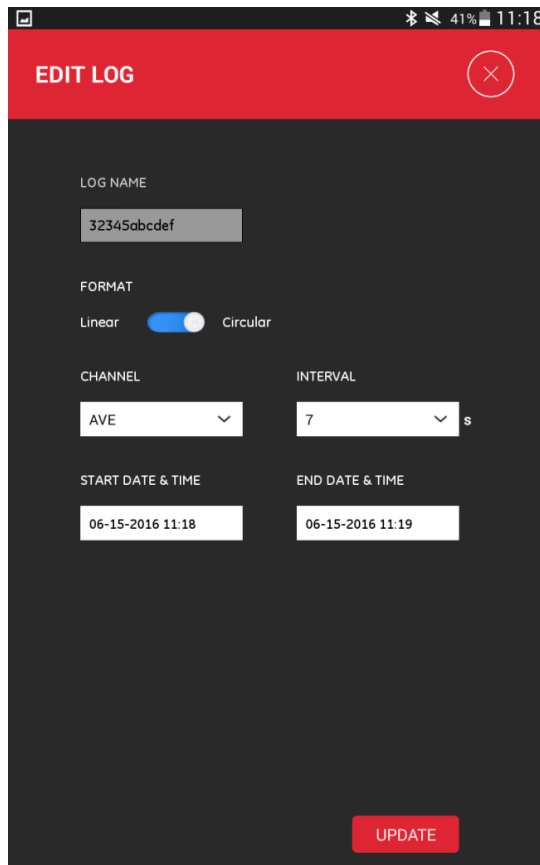 41% 11:18
EDIT LOG
LOG NAME
32345abcdef
FORMAT
Linear Circular
CHANNEL INTERVAL
AVE 7 s
START DATE & TIME END DATE & TIME
06-15-2016 11:18 06-15-2016 11:19
UPDATE